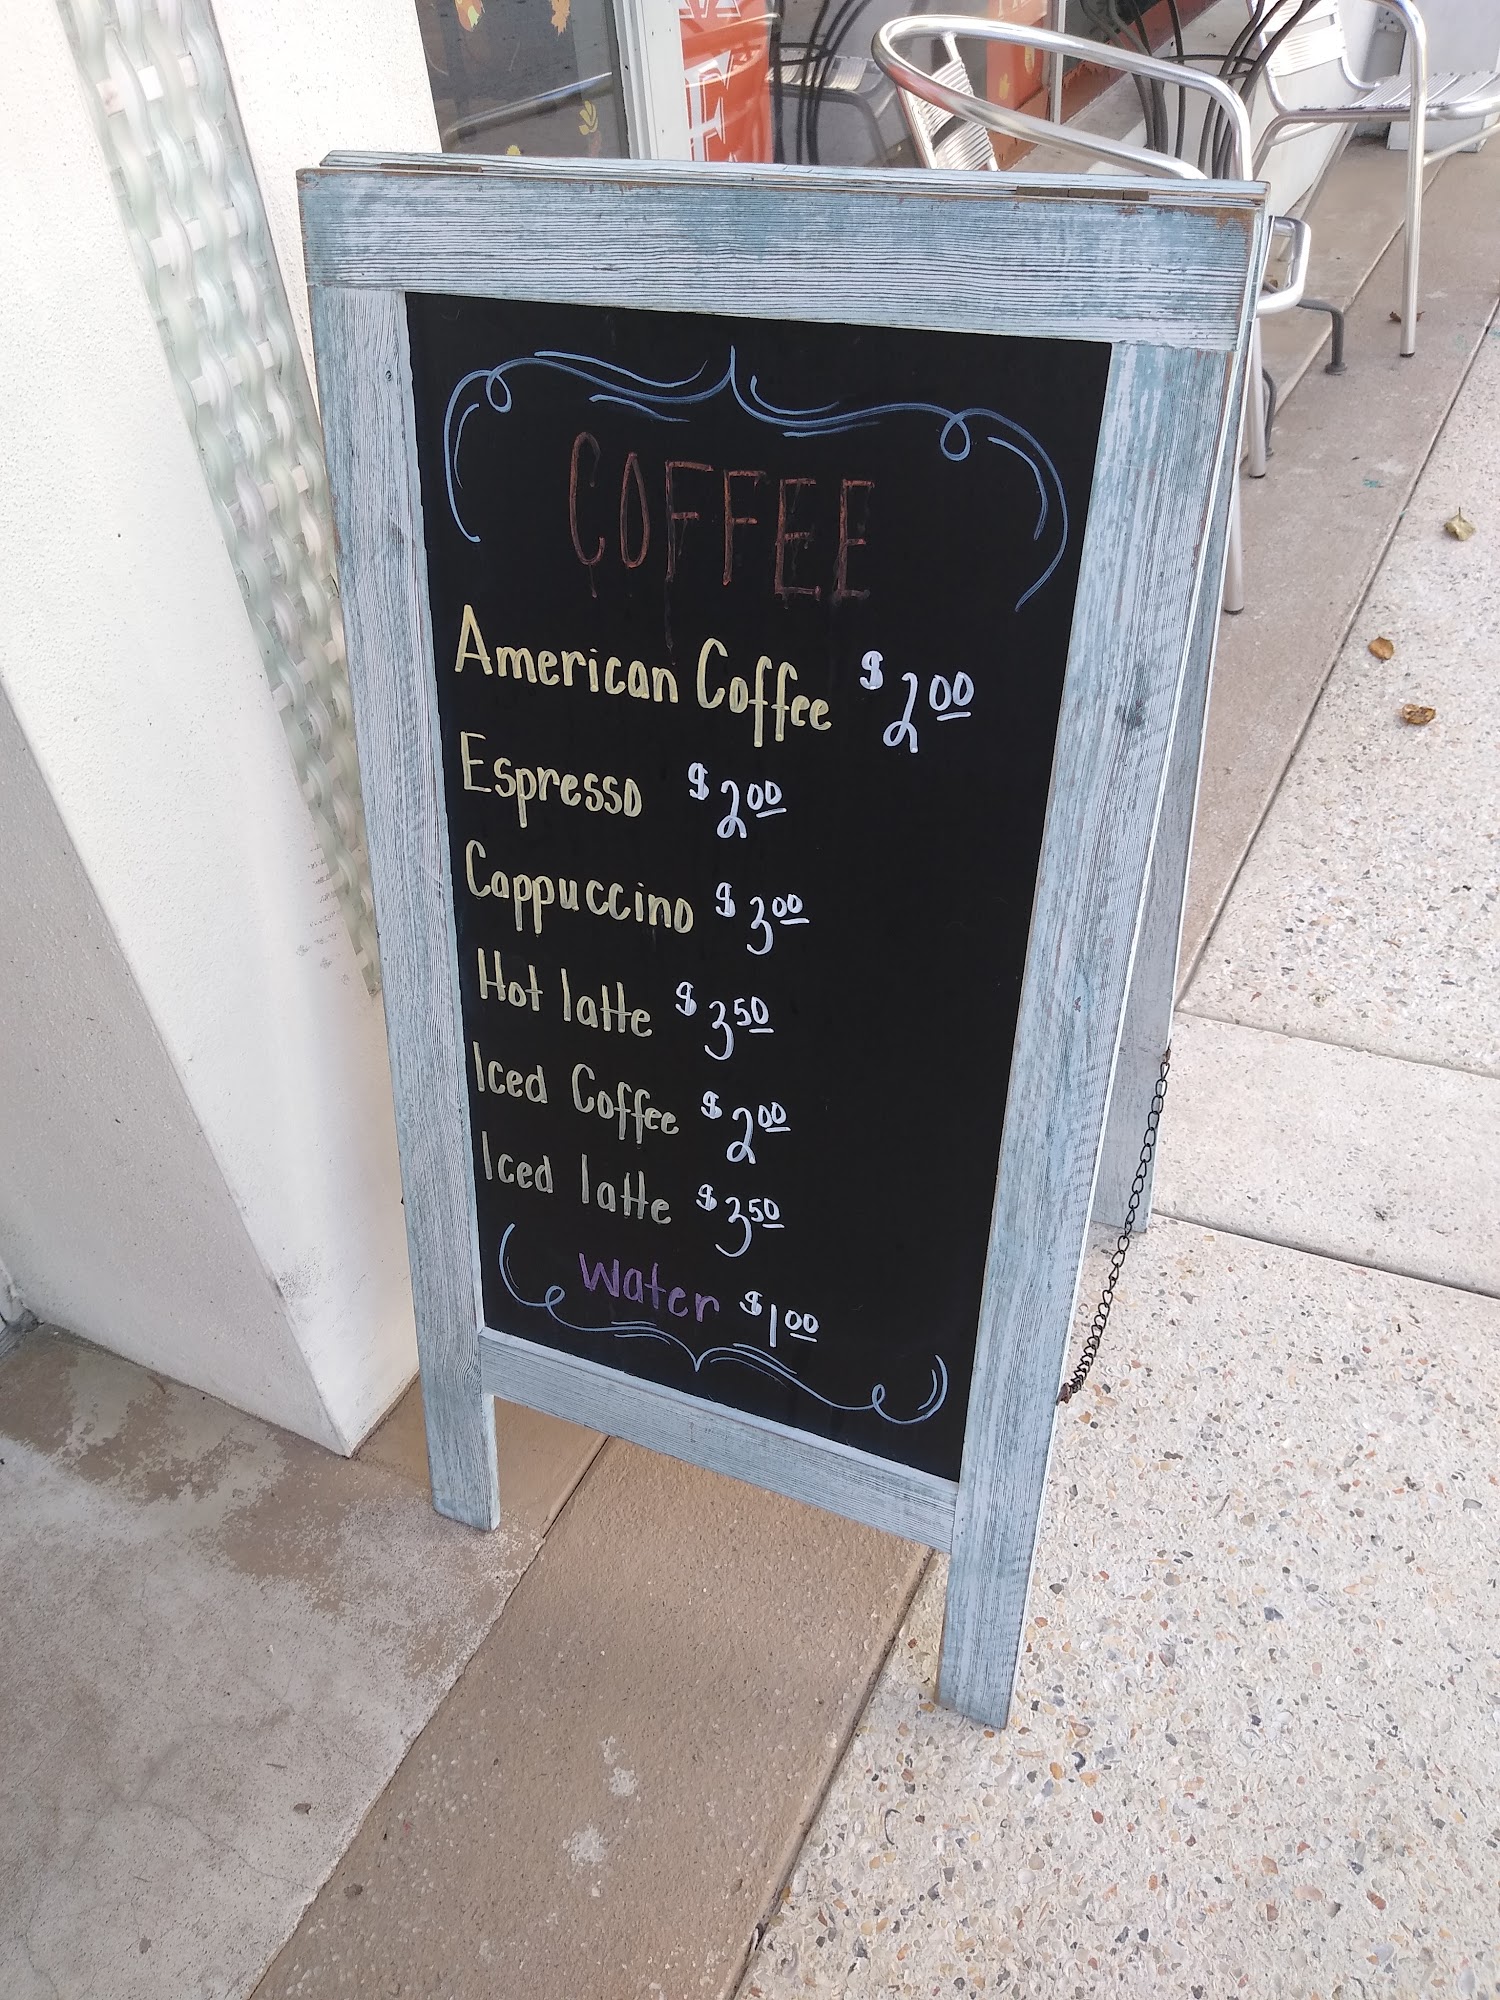 COFFEE
American Coffee $2.00
Espresso $2.00
Cappuccino $3.00
Hot latte $3.50
Iced Coffee $2.00
Iced latte $3.50
Water $1.00